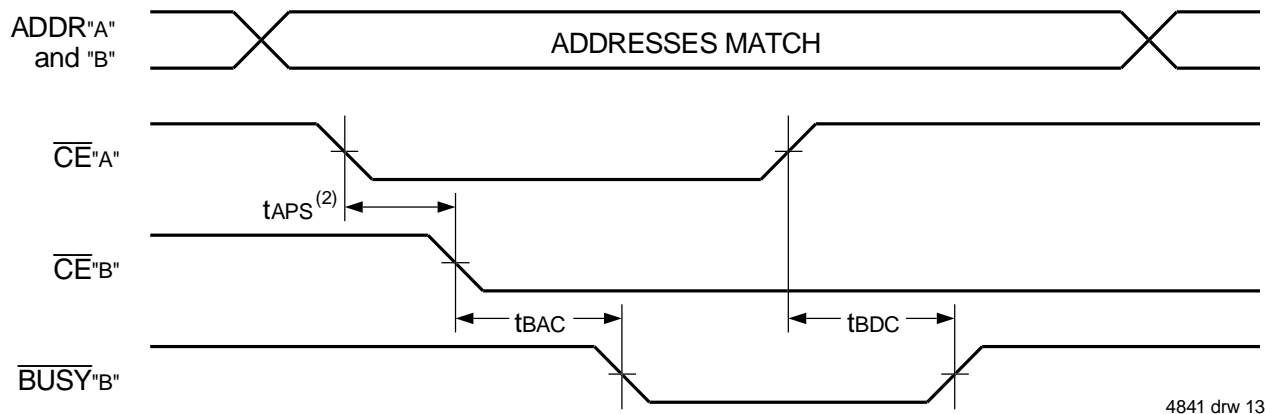 ADDR"A"
and "B"
ADDRESSES MATCH
CE"A"
tAPS(2)
CE"B"
tBAC
tBDC
BUSY"B"
4841 drw 13